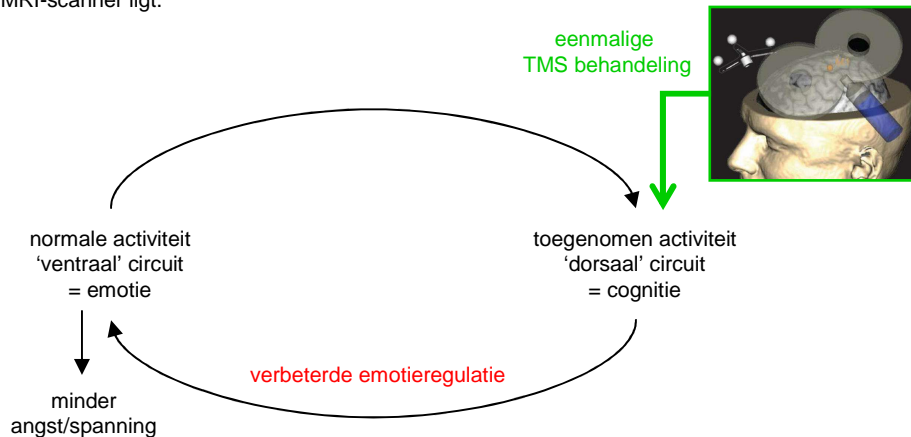 MRI-scanner ligt.
eenmalige
TMS behandeling
normale activiteit
‘ventraal’ circuit
= emotie
toegenomen activiteit
‘dorsaal’ circuit
= cognitie
verbeterde emotieregulatie
minder
angst/spanning